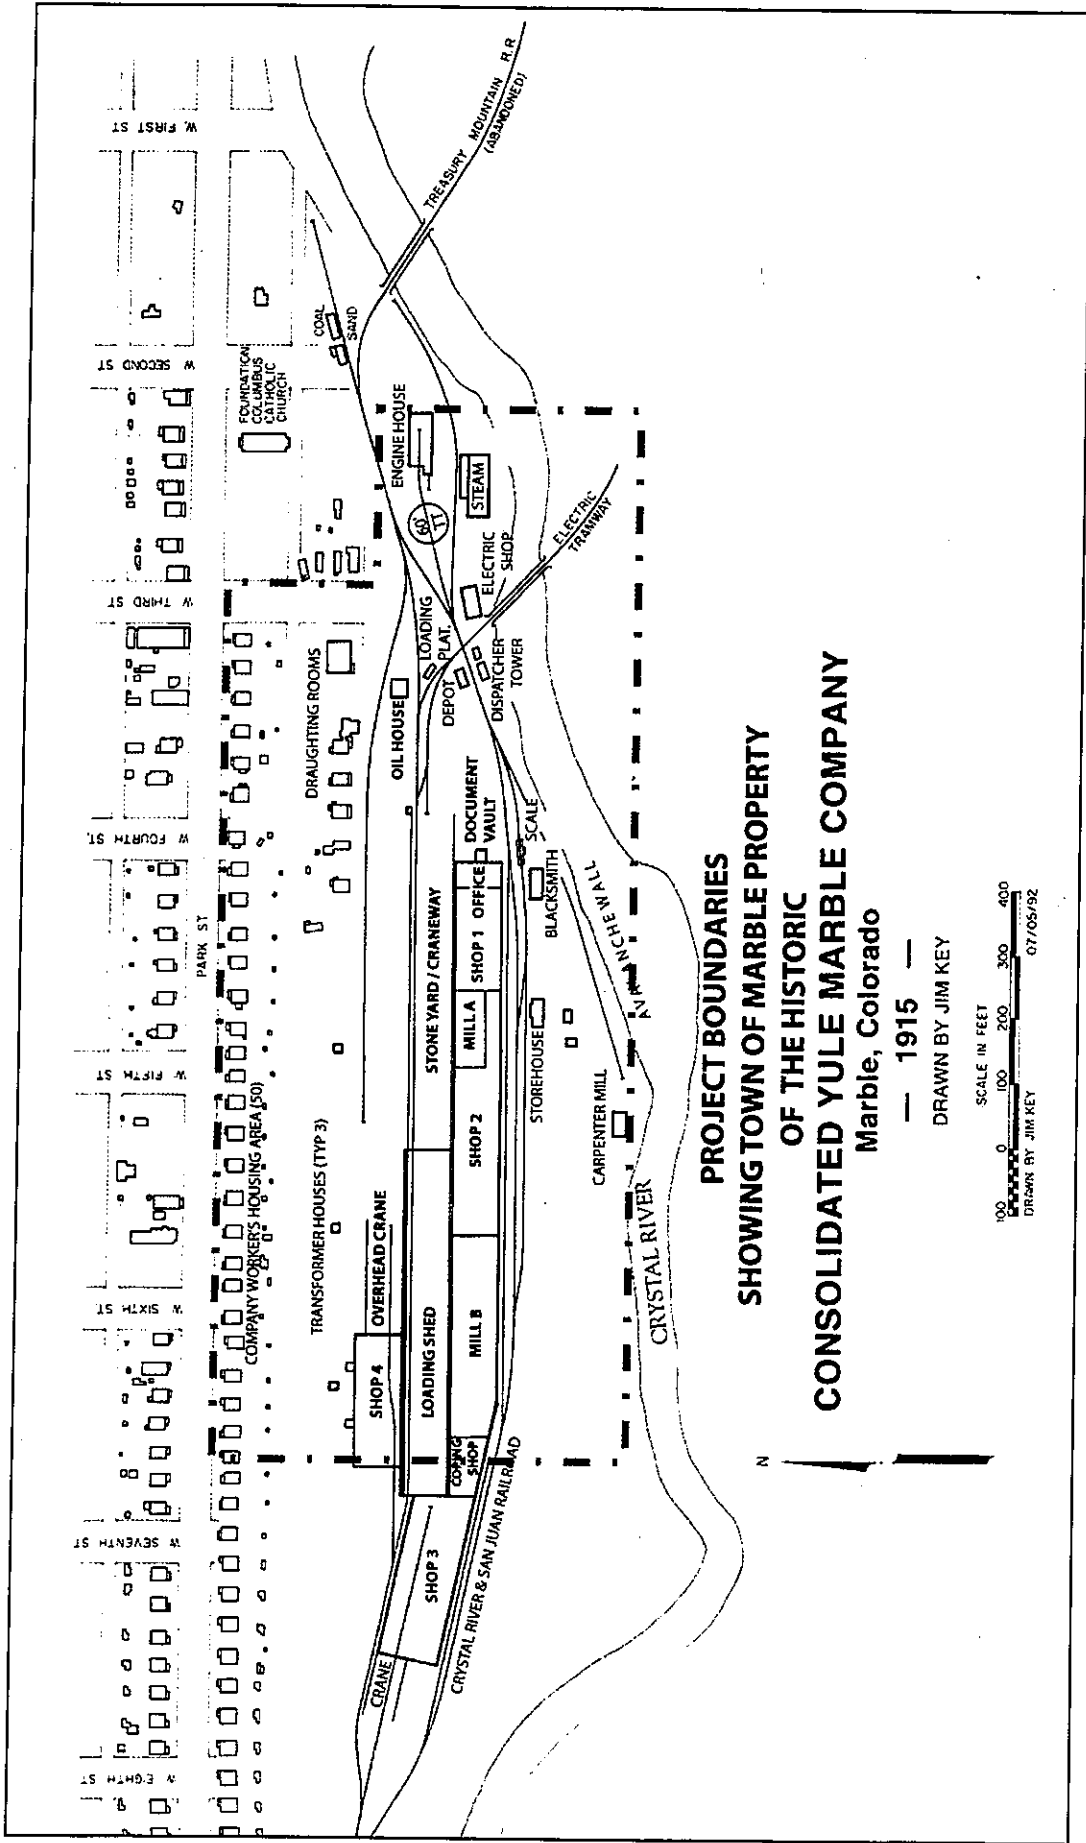 W. FIRST ST
W. SECOND ST
W. THIRD ST
W. FOURTH ST.
W. FIFTH ST
W. SIXTH ST.
W. SEVENTH ST
W EIGHTH ST
PARK ST
FOUNDATION
COLUMBUS
CATHOLIC
CHURCH
COAL
SAND
TREASURY MOUNTAIN R.R
(ABANDONED)
ENGINE HOUSE
60'
TT
STEAM
ELECTRIC
SHOP
ELECTRIC
TRAMWAY
LOADING
PLAT.
DEPOT
DISPATCHER
TOWER
OIL HOUSE
DRAUGHTING ROOMS
DOCUMENT
VAULT
SCALE
BLACKSMITH
AVALANCHE WALL
STONE YARD / CRANEWAY
SHOP 1 OFFICE
MILL A
STOREHOUSE
SHOP 2
CARPENTER MILL
COMPANY WORKER'S HOUSING AREA (50)
TRANSFORMER HOUSES (TYP 3)
OVERHEAD CRANE
SHOP 4
LOADING SHED
MILL B
COPING
SHOP
SHOP 3
CRANE
CRYSTAL RIVER & SAN JUAN RAILROAD
CRYSTAL RIVER
N
PROJECT BOUNDARIES
SHOWING TOWN OF MARBLE PROPERTY
OF THE HISTORIC
CONSOLIDATED YULE MARBLE COMPANY
Marble, Colorado
— 1915 —
DRAWN BY JIM KEY
SCALE IN FEET
100 0 100 200 300 400
DRAWN BY JIM KEY 07/05/92